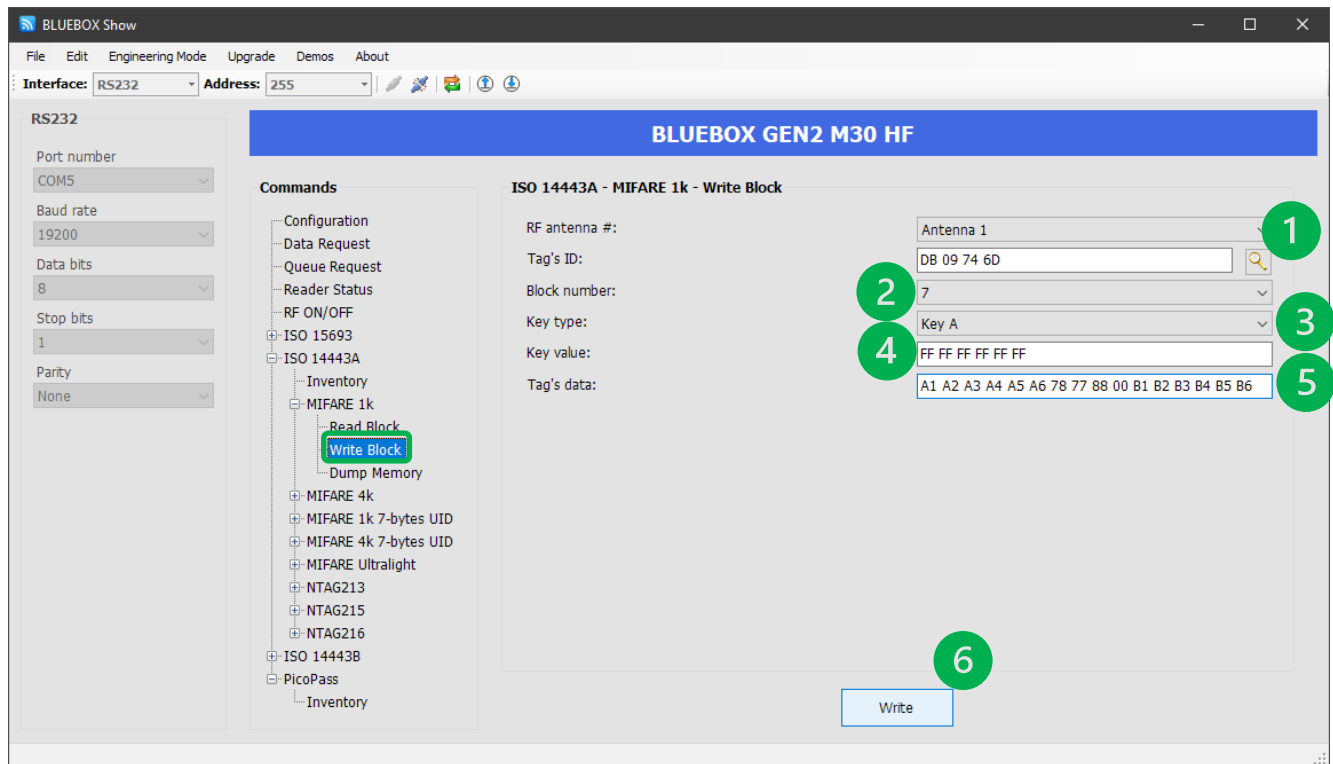 BLUEBOX Show
File Edit Engineering Mode Upgrade Demos About
Interface: RS232 Address: 255
RS232
Port number
COM5
Baud rate
19200
Data bits
8
Stop bits
1
Parity
None
BLUEBOX GEN2 M30 HF
Commands
Configuration
Data Request
Queue Request
Reader Status
RF ON/OFF
ISO 15693
ISO 14443A
Inventory
MIFARE 1k
Read Block
Write Block
Dump Memory
MIFARE 4k
MIFARE 1k 7-bytes UID
MIFARE 4k 7-bytes UID
MIFARE Ultralight
NTAG213
NTAG215
NTAG216
ISO 14443B
PicoPass
Inventory
ISO 14443A - MIFARE 1k - Write Block
RF antenna #: Antenna 1 1
Tag's ID: DB 09 74 6D
Block number: 2 7
Key type: Key A 3
Key value: 4 FF FF FF FF FF FF
Tag's data: A1 A2 A3 A4 A5 A6 78 77 88 00 B1 B2 B3 B4 B5 B6 5
6
Write